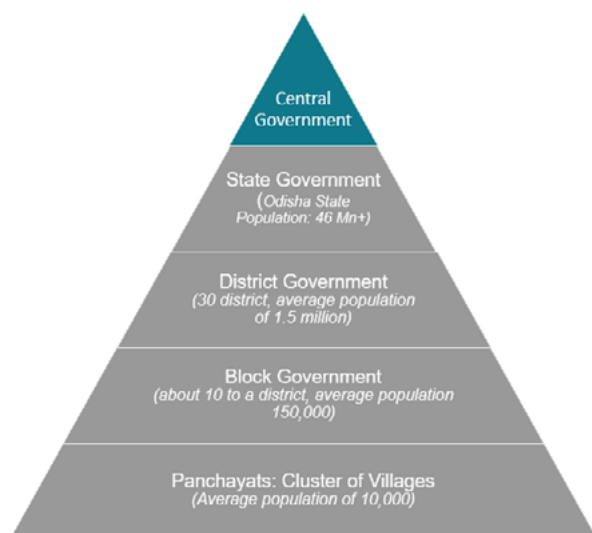 Central
Government
State Government
(Odisha State
Population: 46 Mn+)
District Government
(30 district, average population
of 1.5 million)
Block Government
(about 10 to a district, average population
150,000)
Panchayats: Cluster of Villages
(Average population of 10,000)